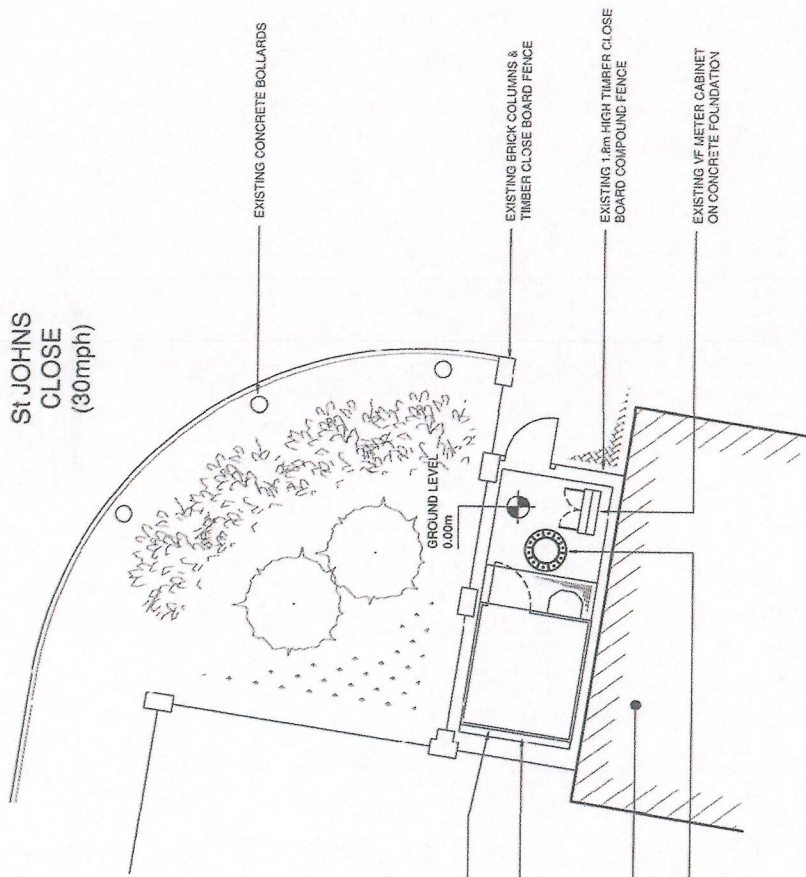 St JOHNS
CLOSE
(30mph)
EXISTING CONCRETE BOLLARDS
EXISTING BRICK COLUMNS &
TIMBER CLOSE BOARD FENCE
EXISTING 1.8m HIGH TIMBER CLOSE
BOARD COMPOUND FENCE
EXISTING VF METER CABINET
ON CONCRETE FOUNDATION
GROUND LEVEL
0.00m